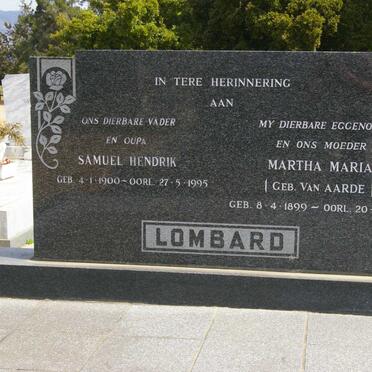 IN TERE HERINNERING
AAN
ONS DIERBARE VADER
EN OUPA
SAMUEL HENDRIK
GEB. 4-1-1900-OORL. 27-5-1995
MY DIERBARE
EN ONS MOEDER
MARTHA MARIA
( GEB. VAN AARDE )
GEB. 8-4-1899-OORL. 20-
LOMBARD